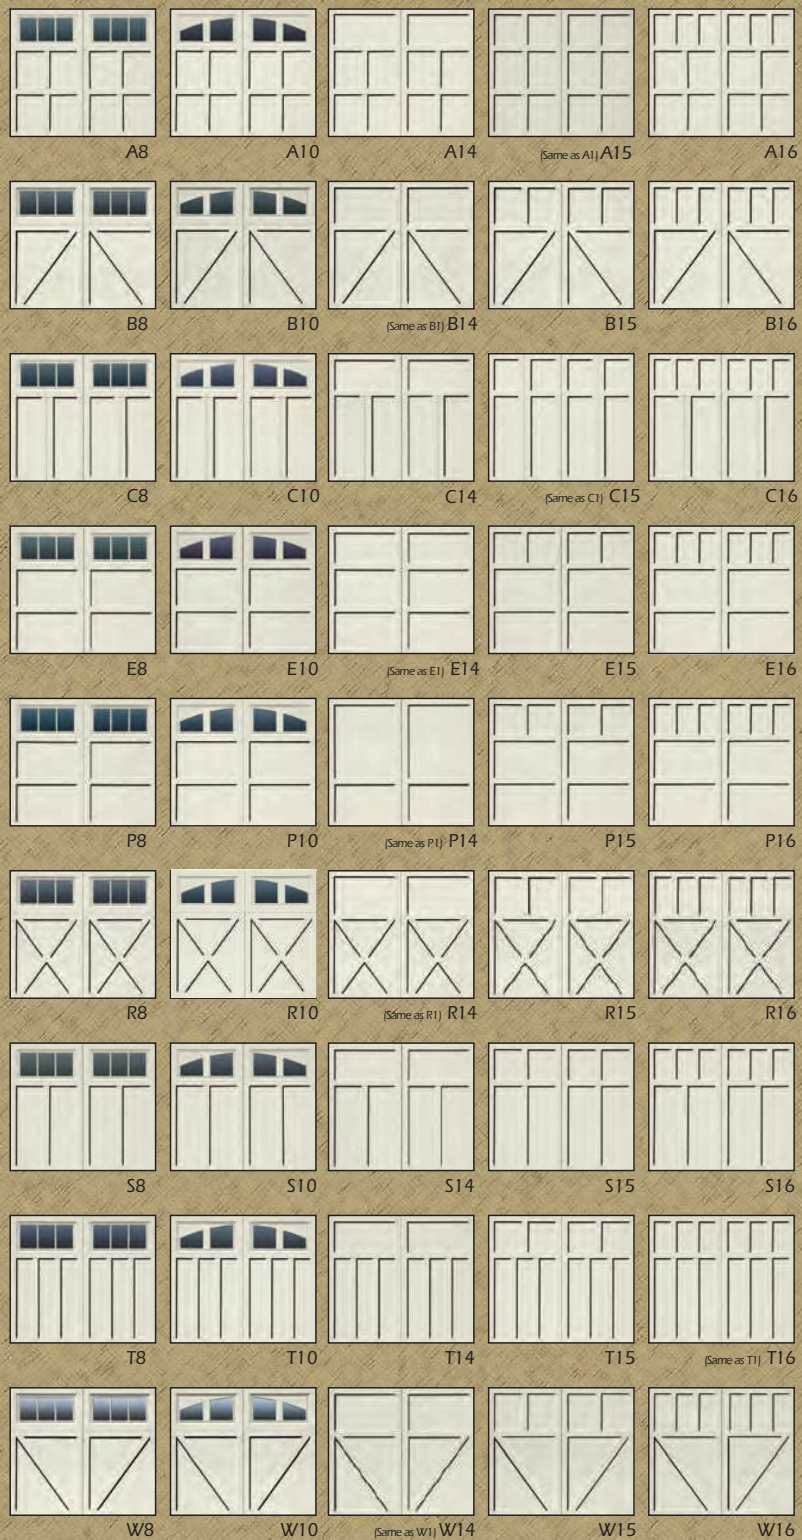 A8 A10 A14 (Same as A1) A15 A16
B8 B10 (Same as B1) B14 B15 B16
C8 C10 C14 (Same as C1) C15 C16
E8 E10 (Same as E1) E14 E15 E16
P8 P10 (Same as P1) P14 P15 P16
R8 R10 (Same as R1) R14 R15 R16
S8 S10 S14 S15 S16
T8 T10 T14 T15 (Same as T1) T16
W8 W10 (Same as W1) W14 W15 W16